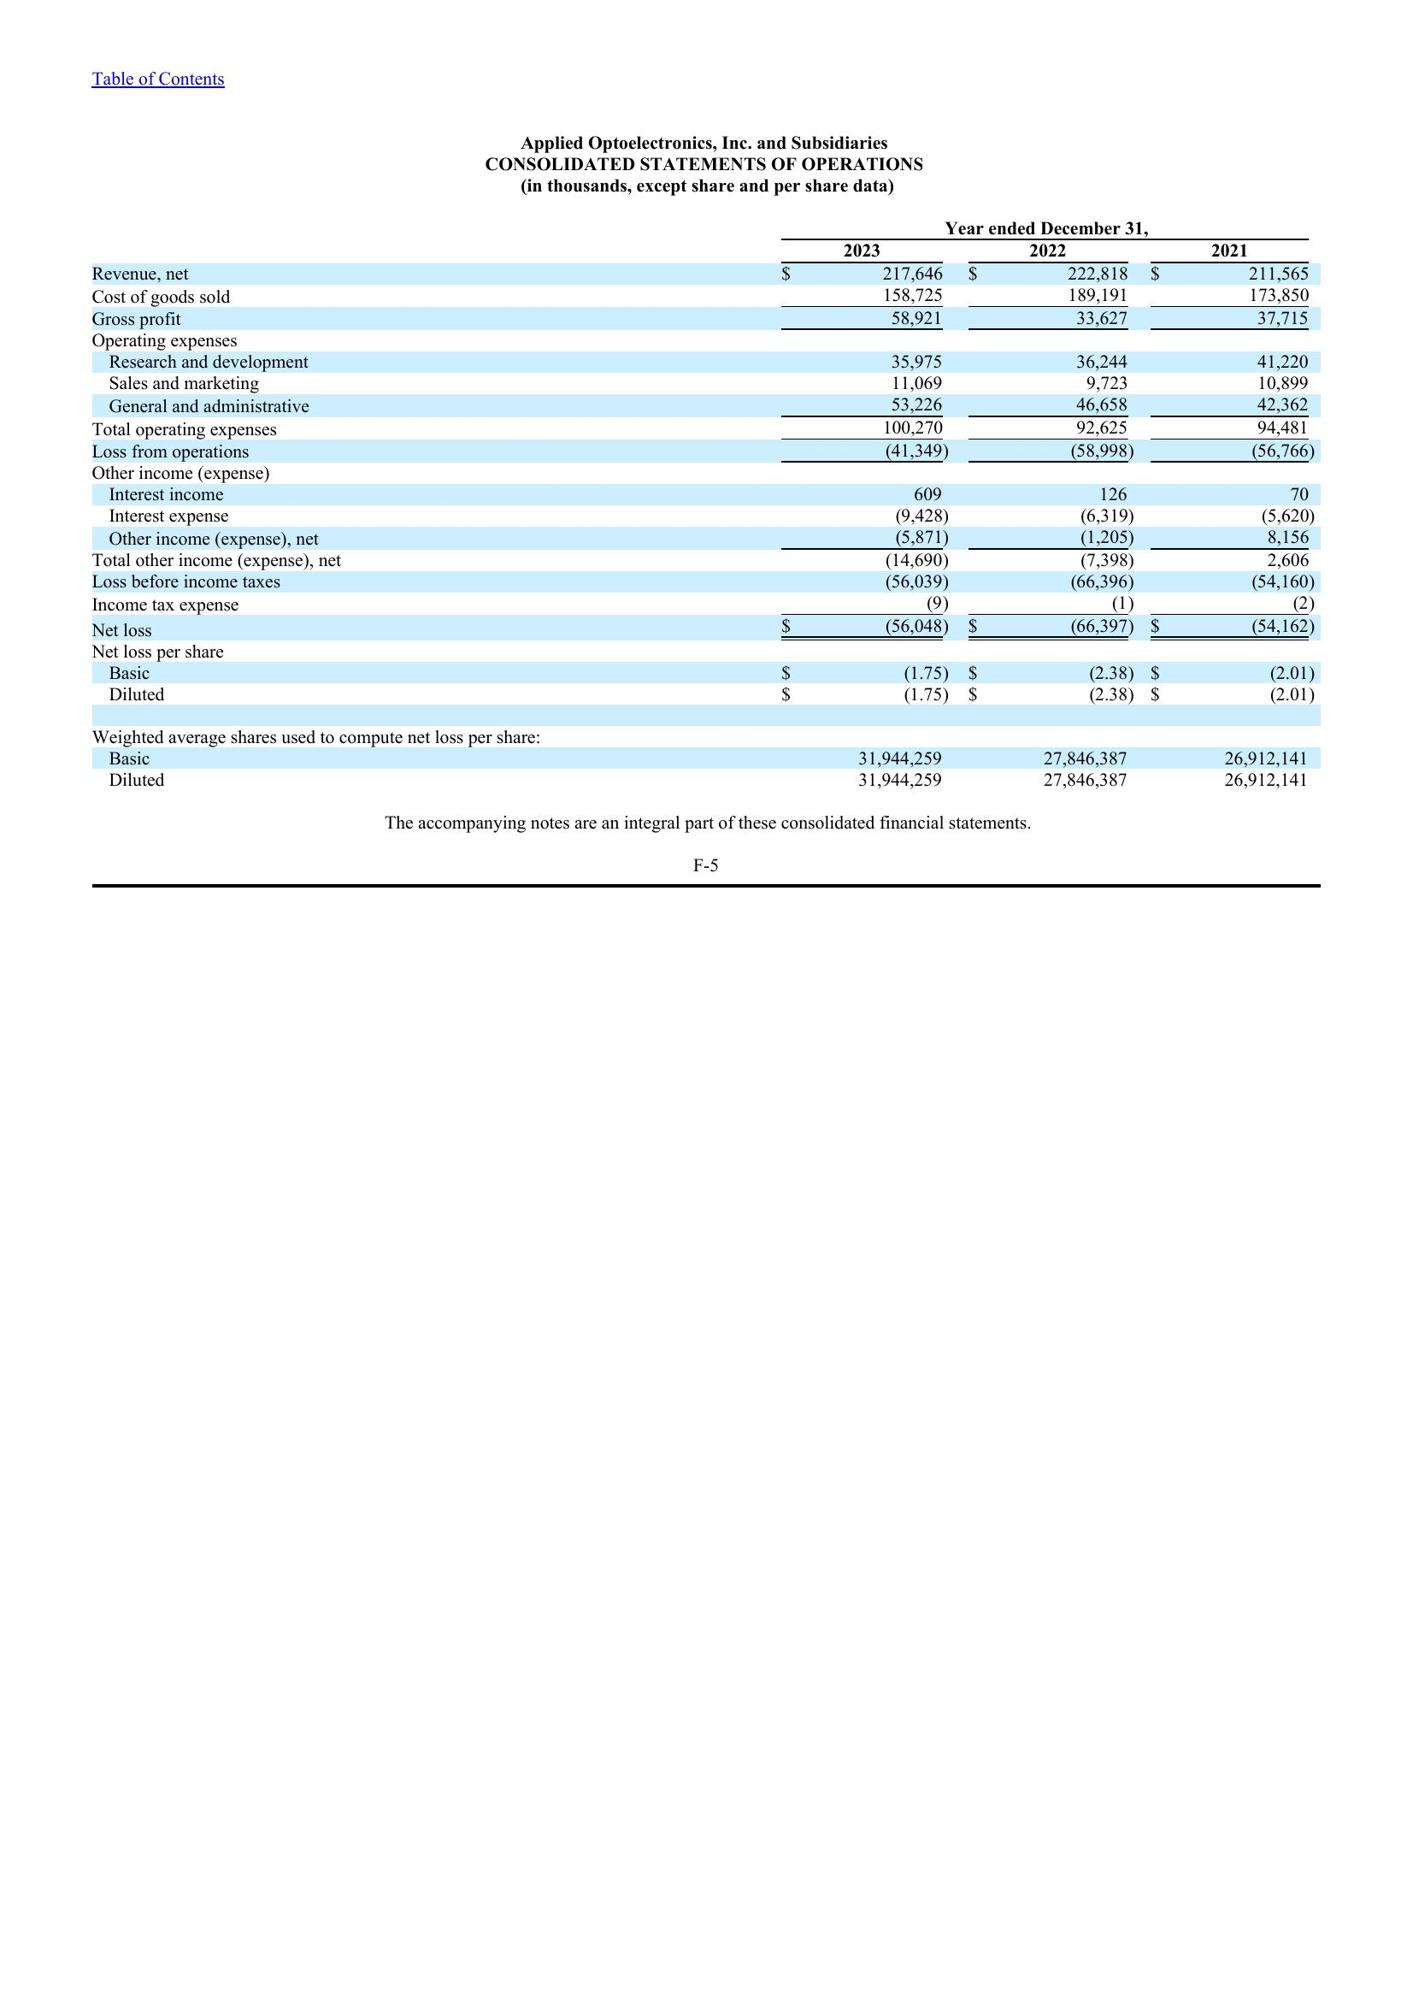 Table of Contents
Applied Optoelectronics, Inc. and Subsidiaries
CONSOLIDATED STATEMENTS OF OPERATIONS
(in thousands, except share and per share data)
Year ended December 31,
2023 2022 2021
Revenue, net $ 217,646 $ 222,818 $ 211,565
Cost of goods sold 158,725 189,191 173,850
Gross profit 58,921 33,627 37,715
Operating expenses
Research and development 35,975 36,244 41,220
Sales and marketing 11,069 9,723 10,899
General and administrative 53,226 46,658 42,362
Total operating expenses 100,270 92,625 94,481
Loss from operations (41,349) (58,998) (56,766)
Other income (expense)
Interest income 609 126 70
Interest expense (9,428) (6,319) (5,620)
Other income (expense), net (5,871) (1,205) 8,156
Total other income (expense), net (14,690) (7,398) 2,606
Loss before income taxes (56,039) (66,396) (54,160)
Income tax expense (9) (1) (2)
Net loss $ (56,048) $ (66,397) $ (54,162)
Net loss per share
Basic $ (1.75) $ (2.38) $ (2.01)
Diluted $ (1.75) $ (2.38) $ (2.01)
Weighted average shares used to compute net loss per share:
Basic 31,944,259 27,846,387 26,912,141
Diluted 31,944,259 27,846,387 26,912,141
The accompanying notes are an integral part of these consolidated financial statements.
F-5